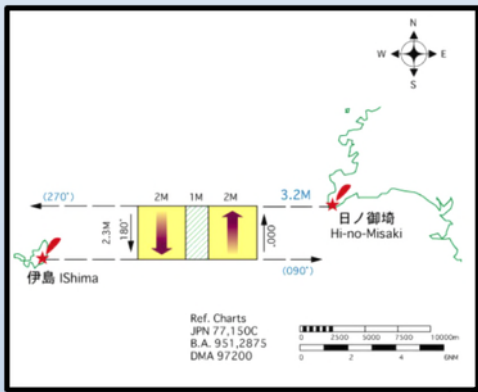 N
W E
S
(270°) 2M 1M 2M 3.2M
日ノ御埼
Hi-no-Misaki
2.3M
180°
000°
(090°)
伊島 IShima
Ref. Charts
JPN 77,150C
B.A. 951,2875
DMA 97200
0 2500 5000 7500 10000m
0 2 4 6NM